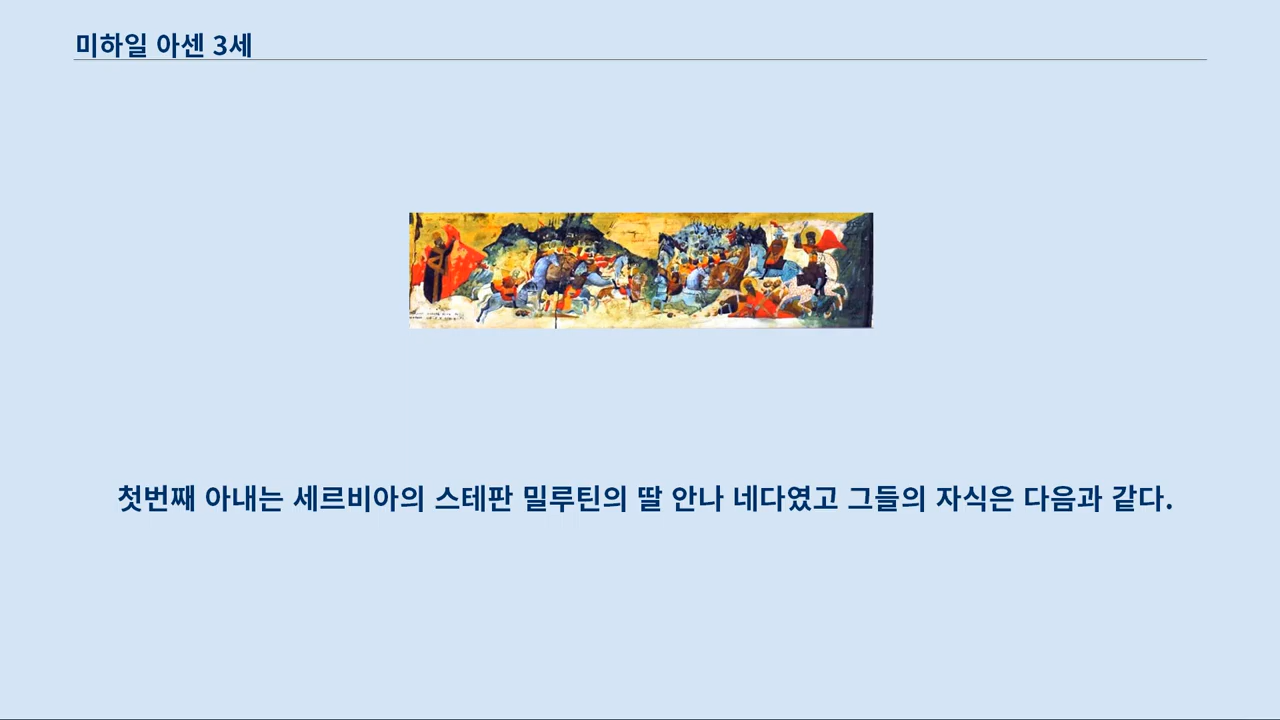 미하일 아센 3세
첫번째 아내는 세르비아의 스테판 밀루틴의 딸 안나 네다였고 그들의 자식은 다음과 같다.